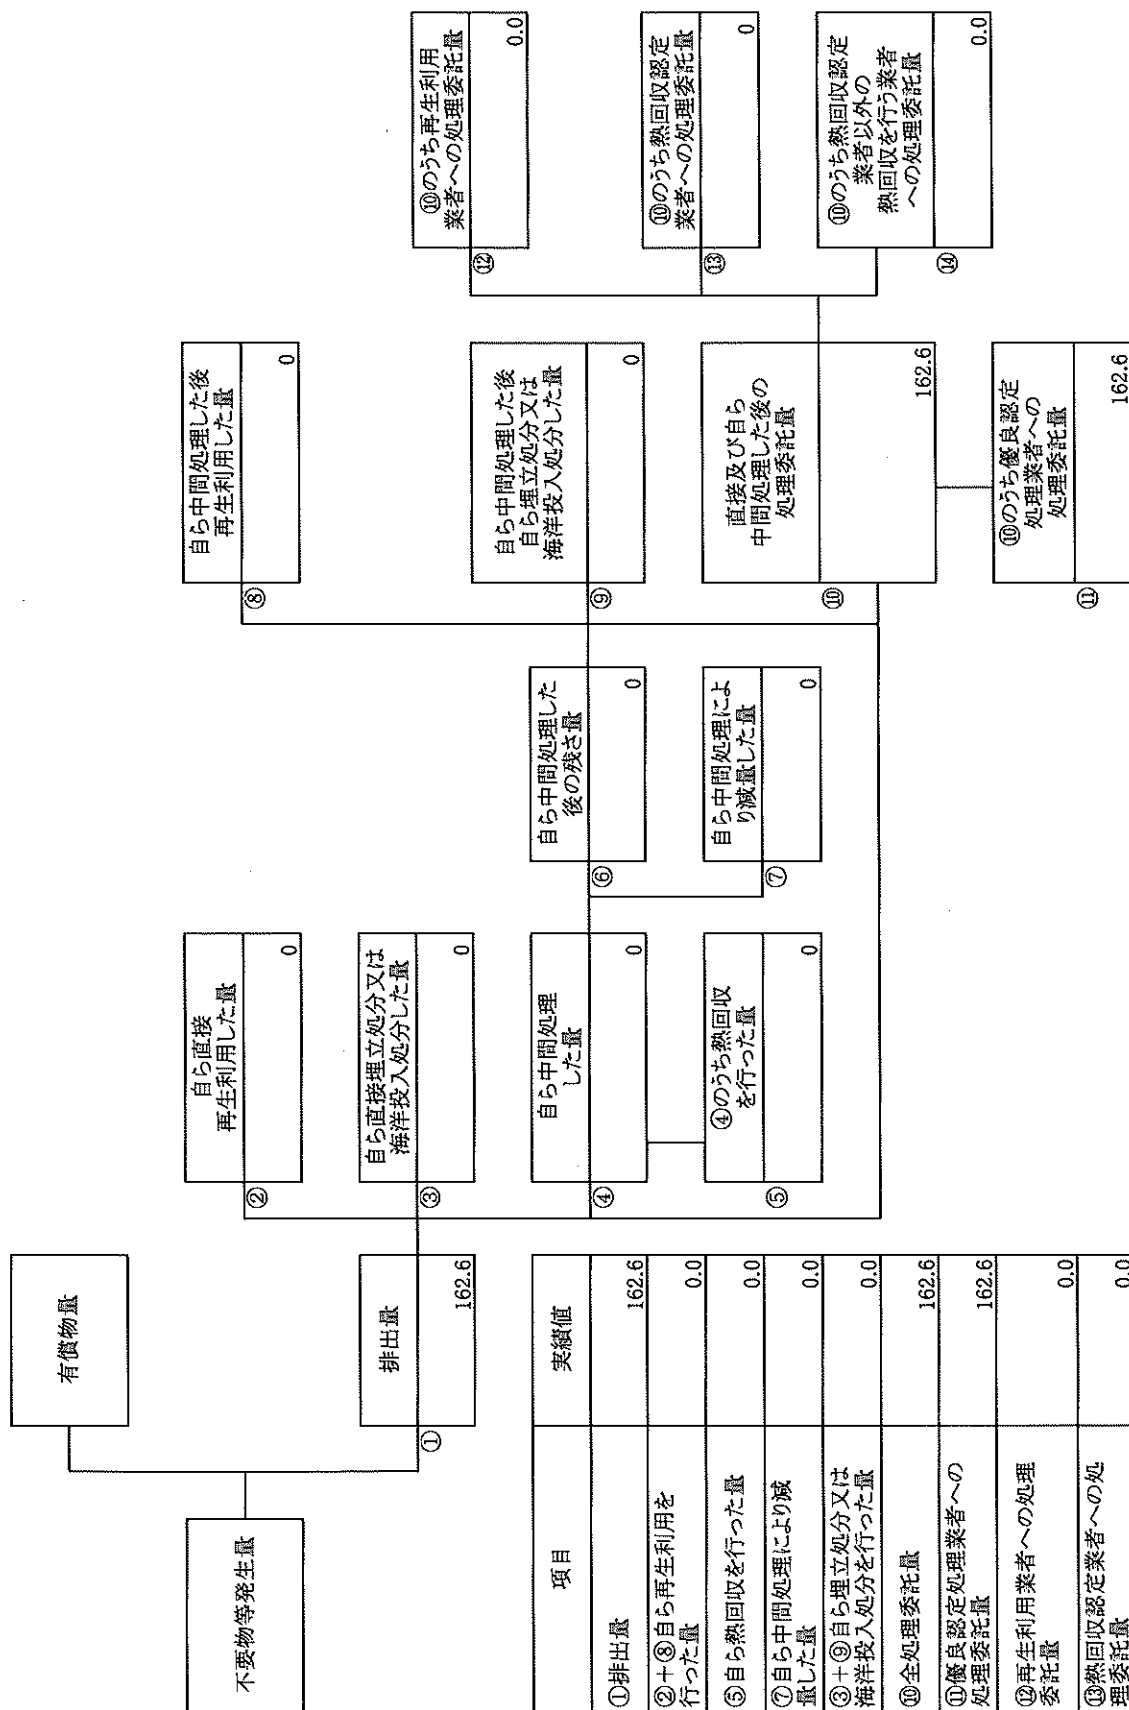 不要物等発生量
有償物量
排出量
①
162.6
自ら直接
再生利用した量
②
0
自ら直接埋立処分又は
海洋投入処分した量
③
0
自ら中間処理
した量
④
0
④のうち熱回収
を行った量
⑤
0
自ら中間処理した
後の残さ量
⑥
0
自ら中間処理によ
り減量した量
⑦
0
自ら中間処理した後
再生利用した量
⑧
0
自ら中間処理した後
自ら埋立処分又は
海洋投入処分した量
⑨
0
直接及び自ら
中間処理した後の
処理委託量
⑩
162.6
⑩のうち優良認定
処理業者への
処理委託量
⑪
162.6
⑩のうち再生利用
業者への処理委託量
⑫
0.0
⑩のうち熱回収認定
業者への処理委託量
⑬
0
⑩のうち熱回収認定
業者以外の
熱回収を行う業者
への処理委託量
⑭
0.0
項目 実績値
①排出量 162.6
②+⑧自ら再生利用を
行った量 0.0
⑤自ら熱回収を行った量 0.0
⑦自ら中間処理により減
量した量 0.0
③+⑨自ら埋立処分又は
海洋投入処分を行った量 0.0
⑩全処理委託量 162.6
⑪優良認定処理業者への
処理委託量 162.6
⑫再生利用業者への処理
委託量 0.0
⑬熱回収認定業者への処
理委託量 0.0